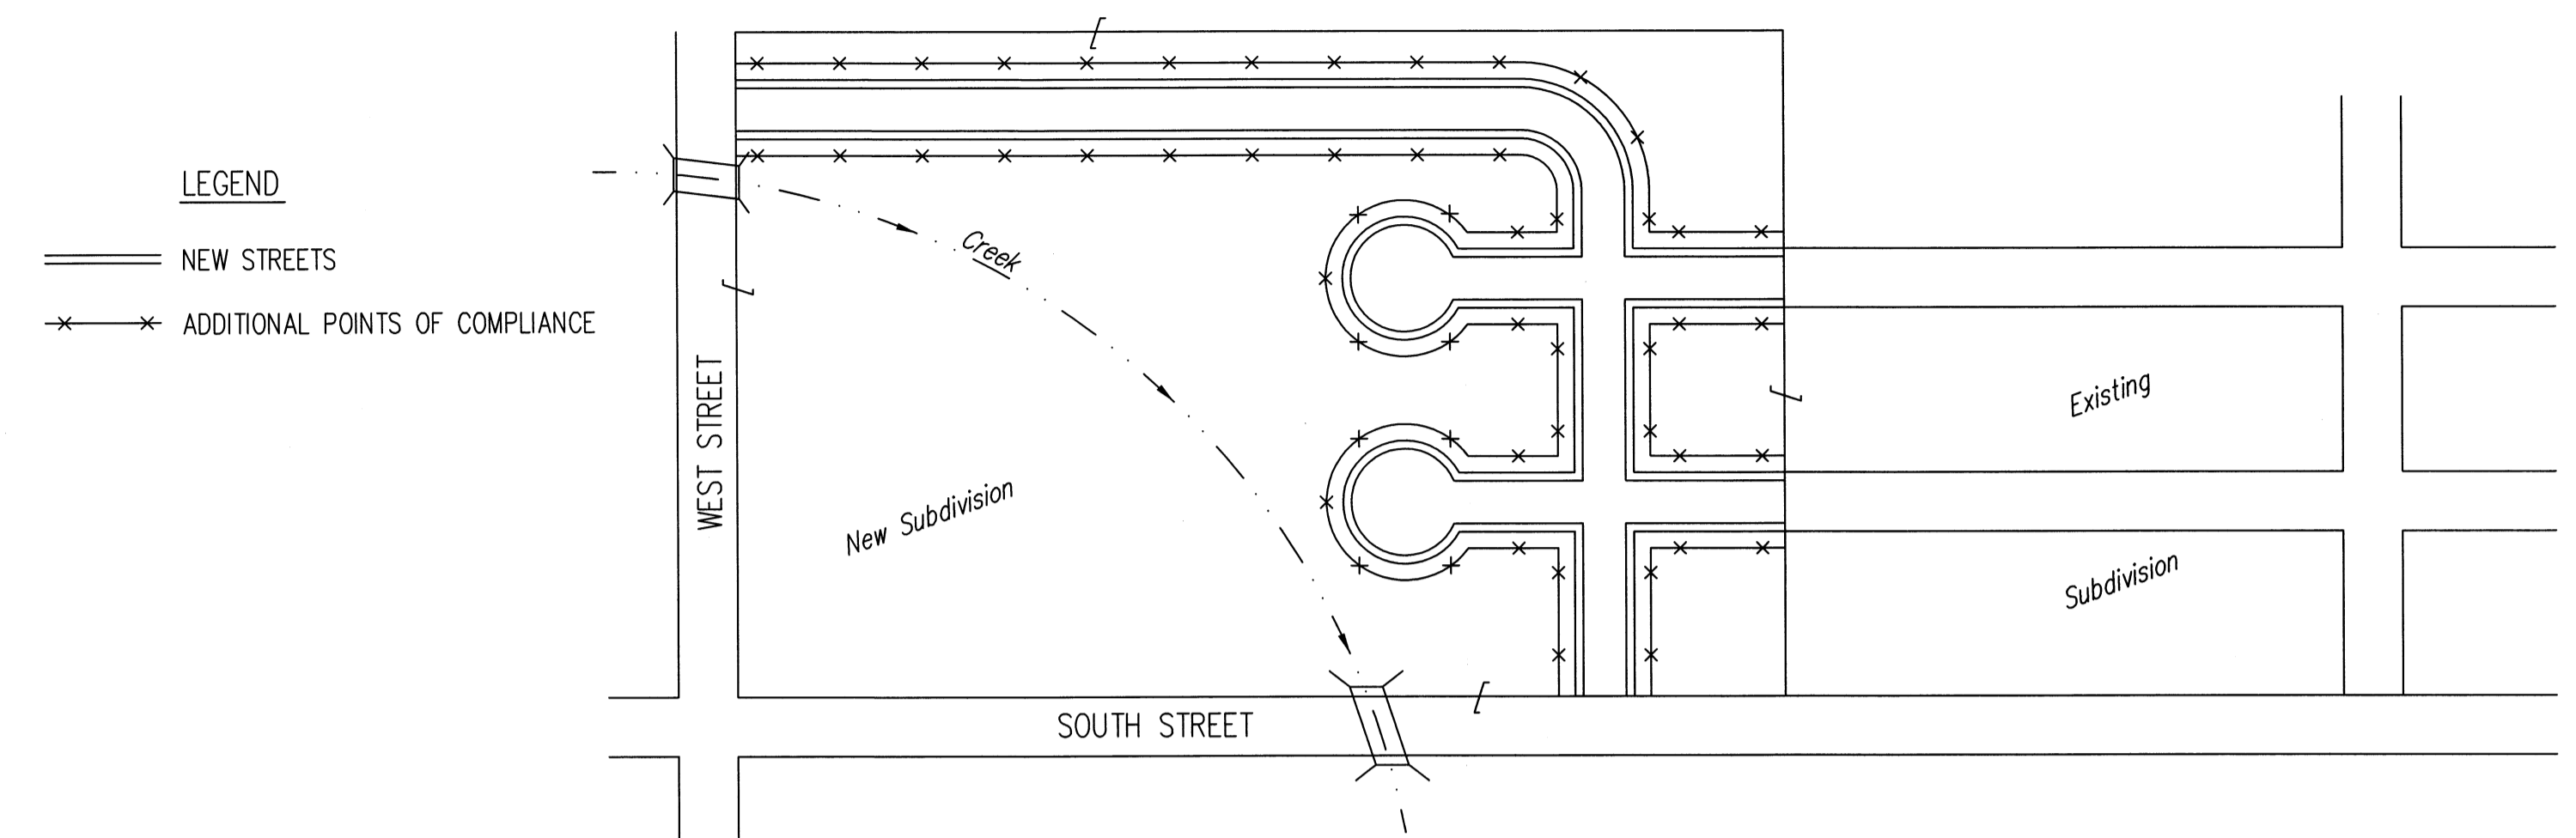 LEGEND
NEW STREETS
ADDITIONAL POINTS OF COMPLIANCE
WEST STREET
Creek
New Subdivision
Existing
Subdivision
SOUTH STREET